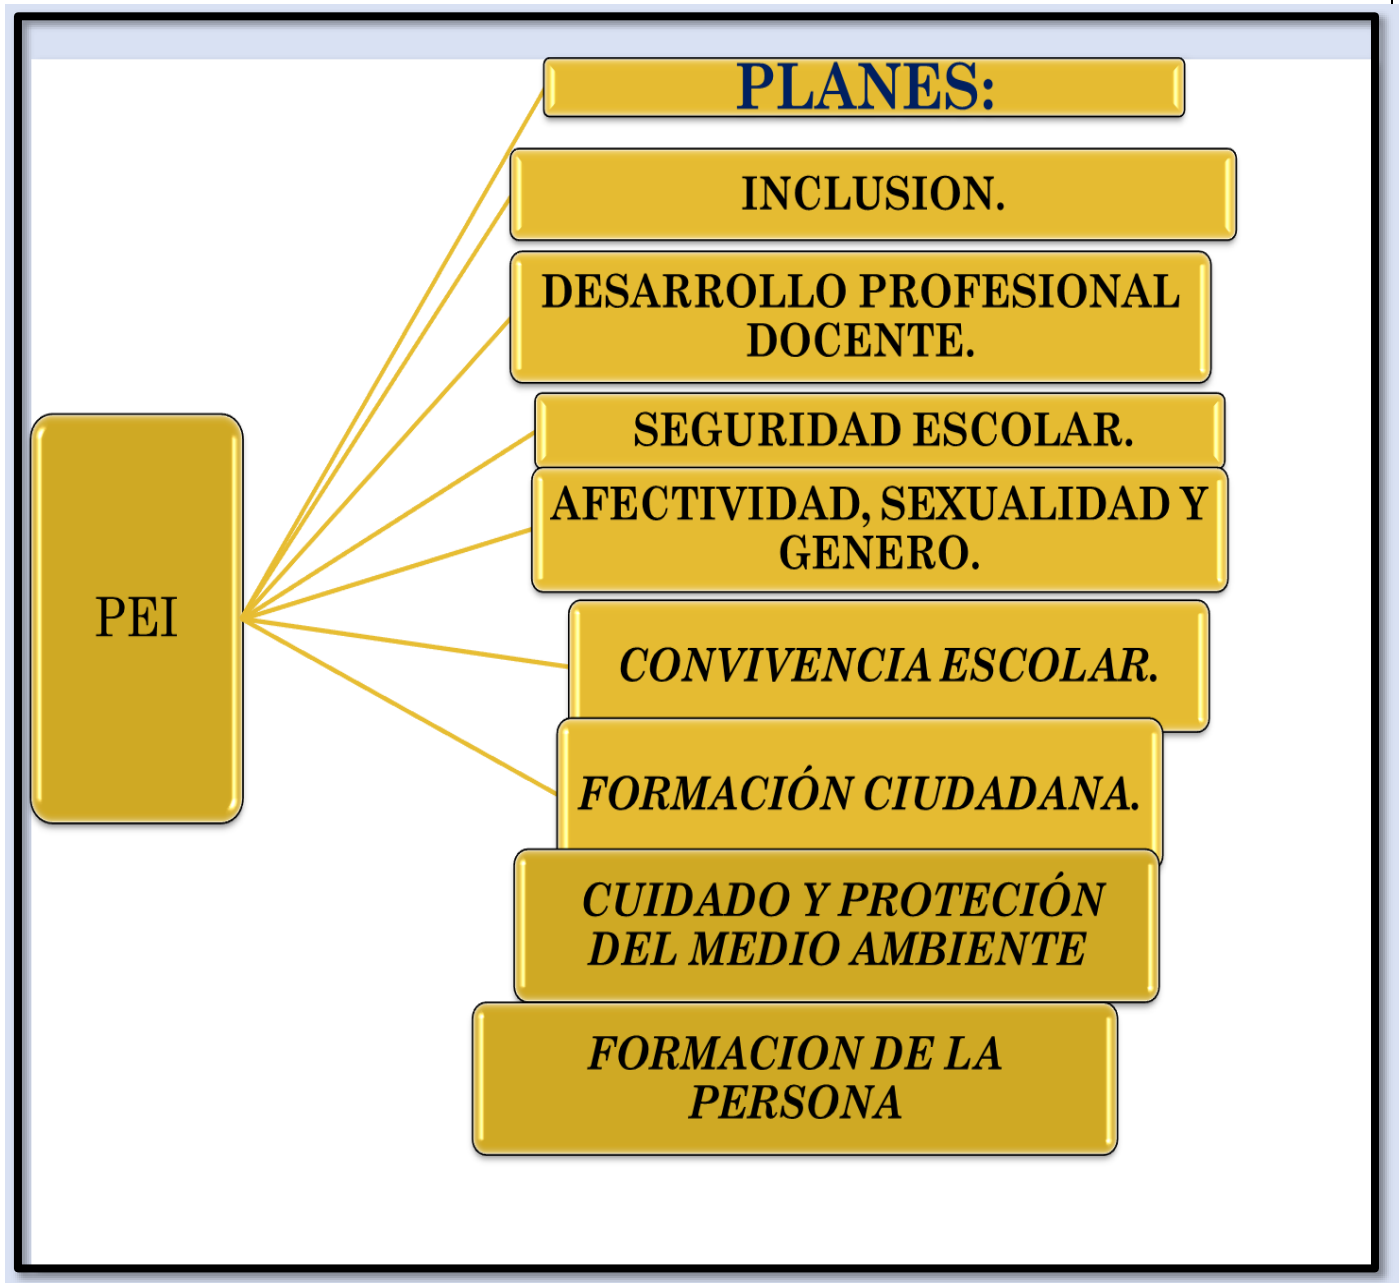 PLANES:
INCLUSION.
DESARROLLO PROFESIONAL
DOCENTE.
SEGURIDAD ESCOLAR.
AFECTIVIDAD, SEXUALIDAD Y
GENERO.
PEI
CONVIVENCIA ESCOLAR.
FORMACIÓN CIUDADANA.
CUIDADO Y PROTECIÓN
DEL MEDIO AMBIENTE
FORMACION DE LA
PERSONA